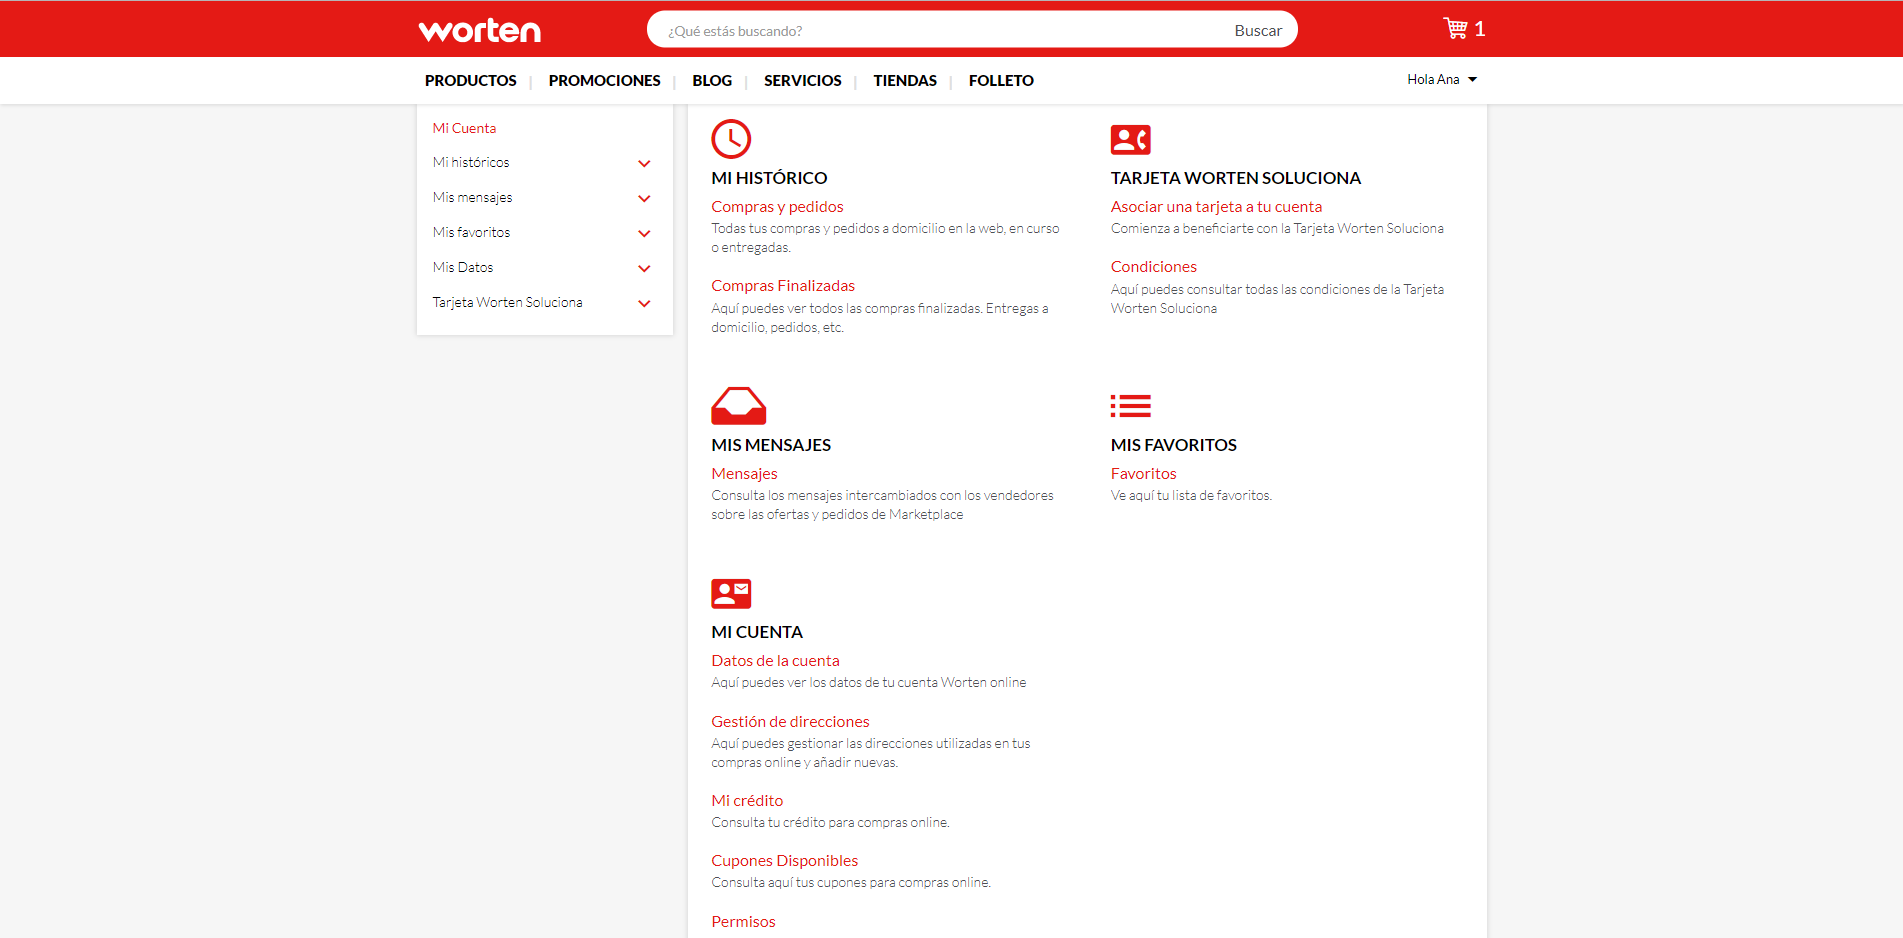 worten
¿Qué estás buscando?
Buscar
1
PRODUCTOS | PROMOCIONES | BLOG | SERVICIOS | TIENDAS | FOLLETO
Hola Ana
Mi Cuenta
Mi históricos
Mis mensajes
Mis favoritos
Mis Datos
Tarjeta Worten Soluciona
MI HISTÓRICO
Compras y pedidos
Todas tus compras y pedidos a domicilio en la web, en curso
o entregadas.
Compras Finalizadas
Aquí puedes ver todos las compras finalizadas. Entregas a
domicilio, pedidos, etc.
TARJETA WORTEN SOLUCIONA
Asociar una tarjeta a tu cuenta
Comienza a beneficiarte con la Tarjeta Worten Soluciona
Condiciones
Aquí puedes consultar todas las condiciones de la Tarjeta
Worten Soluciona
MIS MENSAJES
Mensajes
Consulta los mensajes intercambiados con los vendedores
sobre las ofertas y pedidos de Marketplace
MIS FAVORITOS
Favoritos
Ve aquí tu lista de favoritos.
MI CUENTA
Datos de la cuenta
Aquí puedes ver los datos de tu cuenta Worten online
Gestión de direcciones
Aquí puedes gestionar las direcciones utilizadas en tus
compras online y añadir nuevas.
Mi crédito
Consulta tu crédito para compras online.
Cupones Disponibles
Consulta aquí tus cupones para compras online.
Permisos